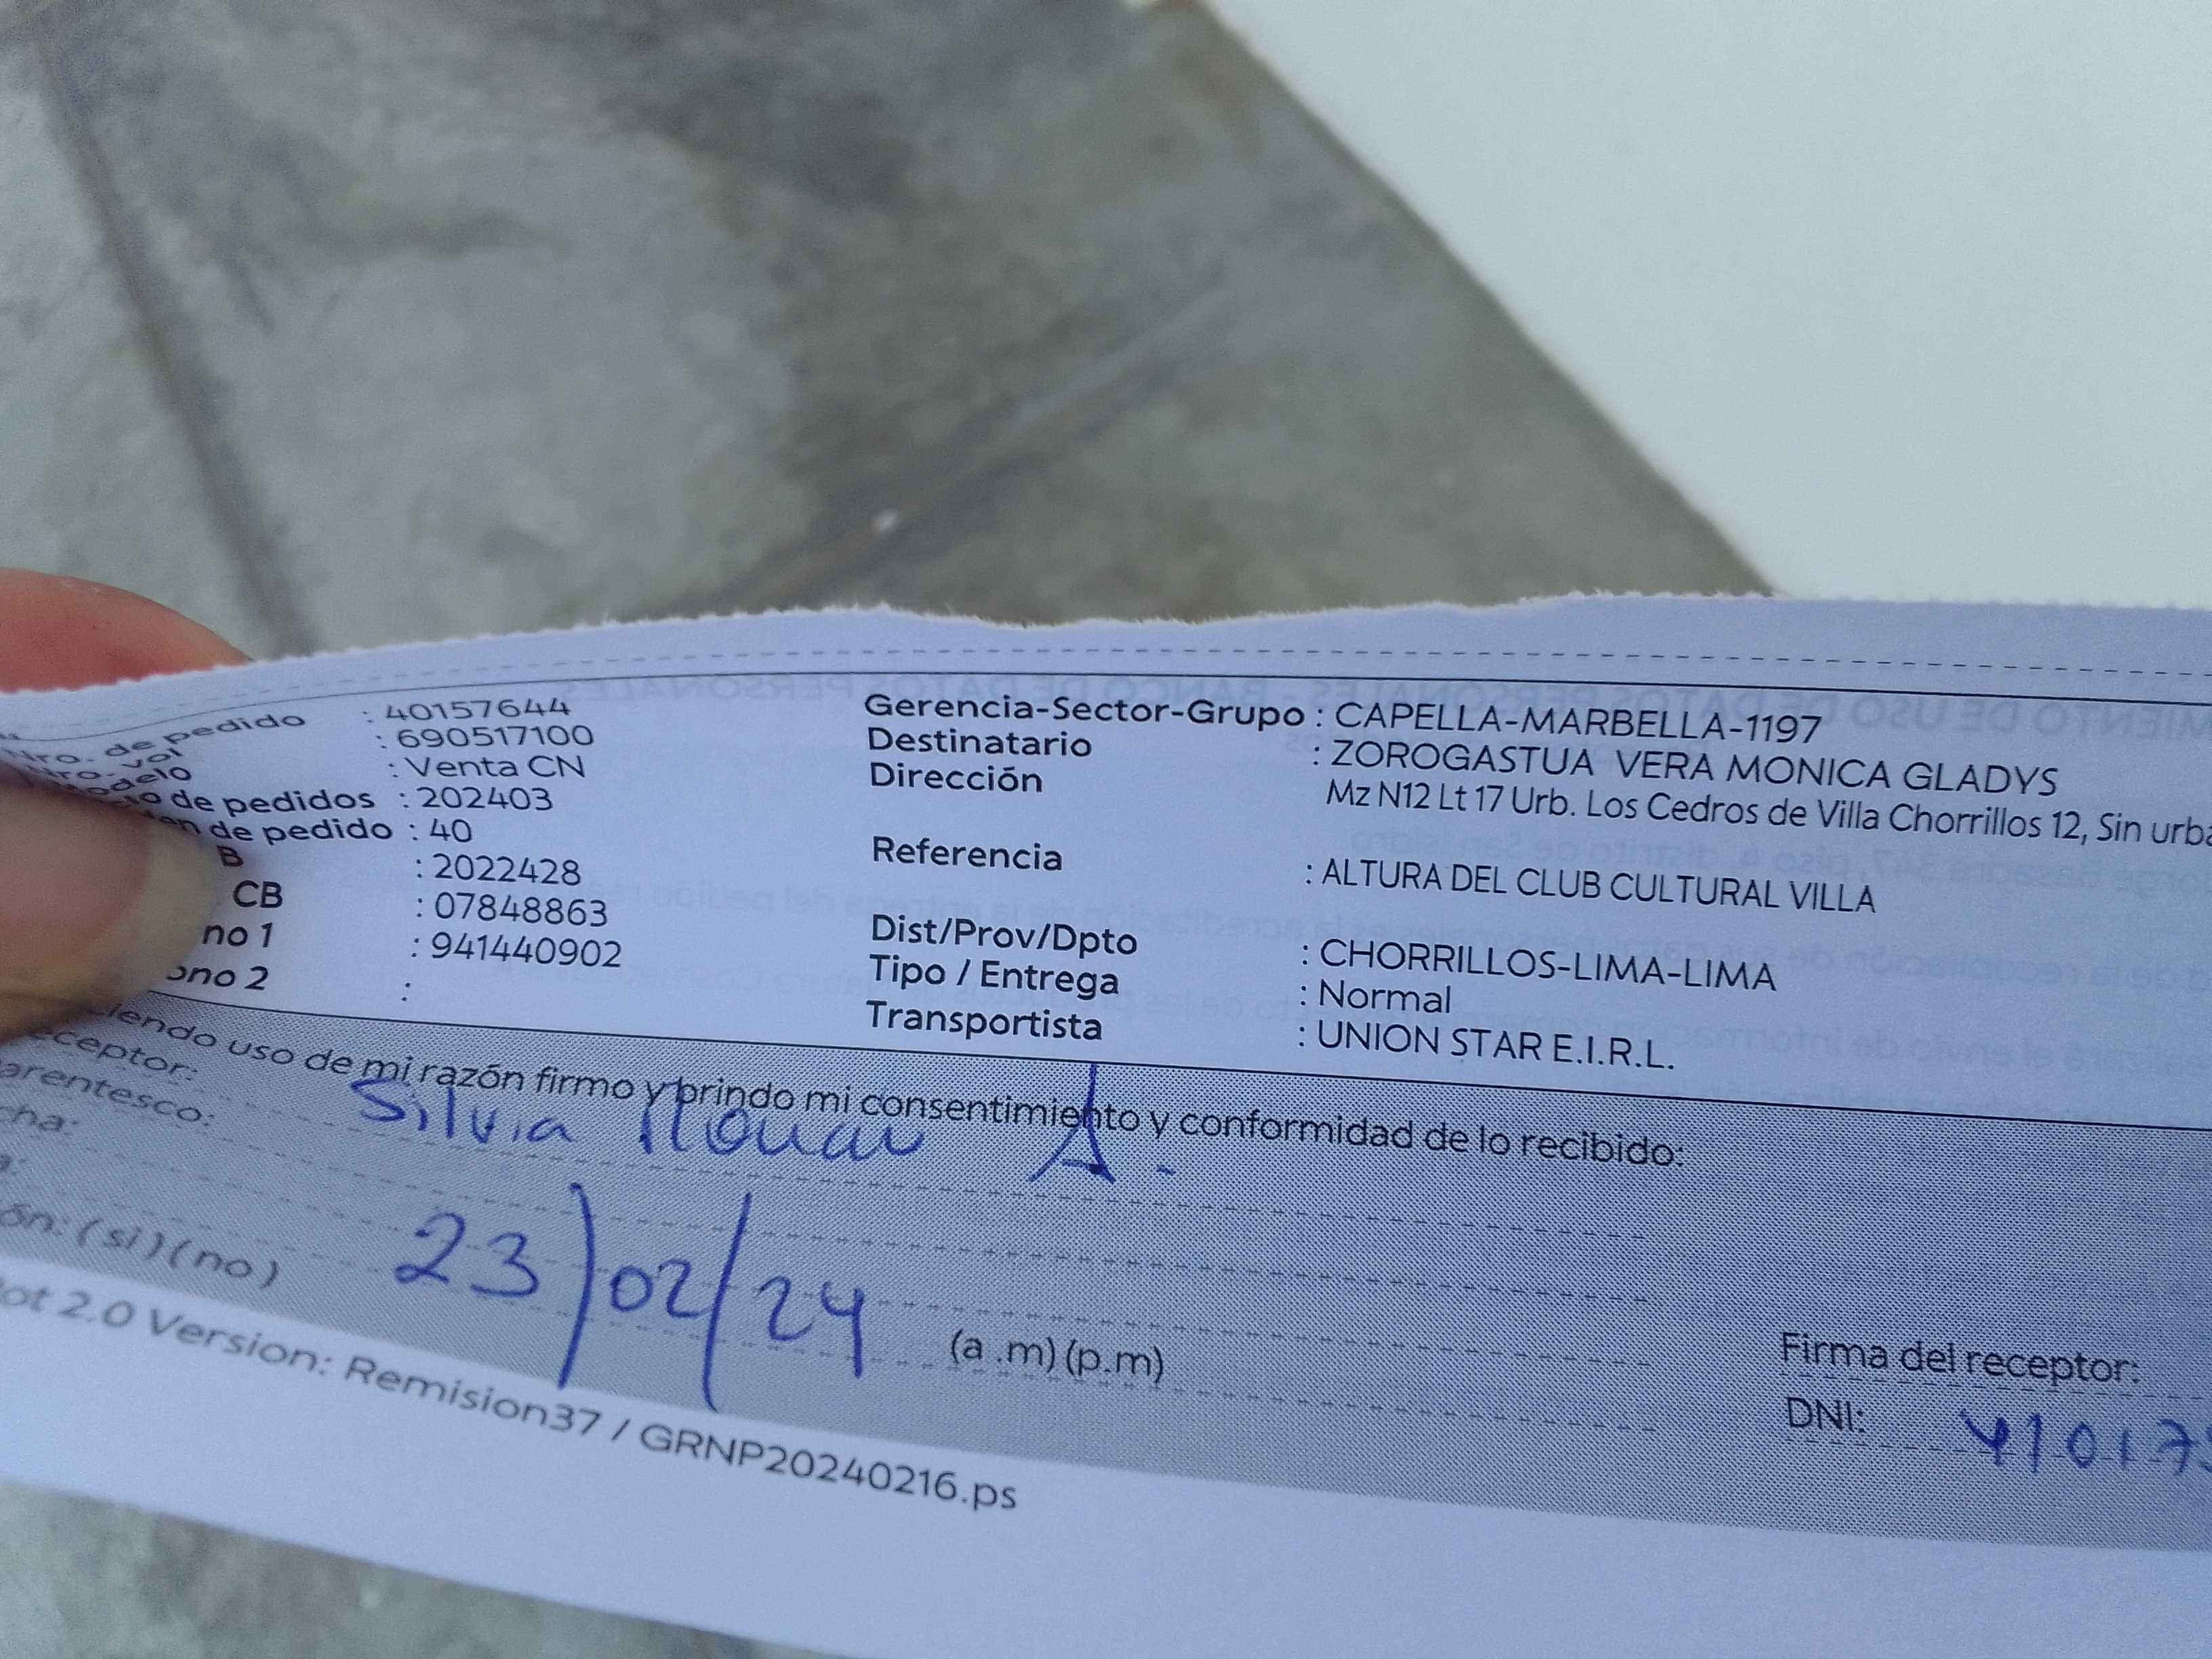 Nro. de pedido : 40157644
Nro. vol : 690517100
Modelo : Venta CN
de pedidos : 202403
de pedido : 40
B : 2022428
CB : 07848863
no 1 : 941440902
ono 2 :
Gerencia-Sector-Grupo : CAPELLA-MARBELLA-1197
Destinatario : ZOROGASTUA VERA MONICA GLADYS
Dirección Mz N12 Lt 17 Urb. Los Cedros de Villa Chorrillos 12, Sin urba
Referencia : ALTURA DEL CLUB CULTURAL VILLA
Dist/Prov/Dpto : CHORRILLOS-LIMA-LIMA
Tipo / Entrega : Normal
Transportista : UNION STAR E.I.R.L.
iendo uso de mi razón firmo y brindo mi consentimiento y conformidad de lo recibido:
eceptor: Silvia A.
arentesco:
cha: 23/02/24
a: (a .m) (p.m)
ón: (si) (no)
Firma del receptor:
DNI: 41017
ot 2.0 Version: Remision37 / GRNP20240216.ps